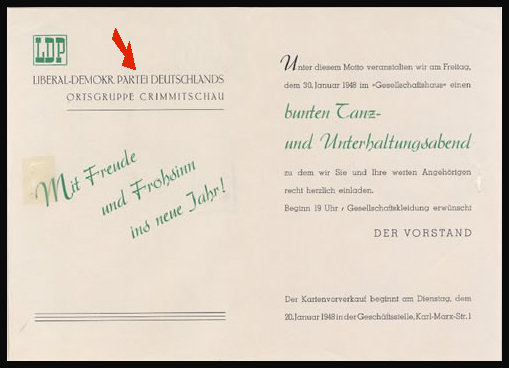 LDP
LIBERAL-DEMOKR. PARTEI DEUTSCHLANDS
ORTSGRUPPE CRIMMITSCHAU
Mit Freude
und Frohsinn
ins neue Jahr!
Unter diesem Motto veranstalten wir am Freitag,
dem 30. Januar 1948 im »Gesellschaftshaus« einen
bunten Tanz-
und Unterhaltungsabend
zu dem wir Sie und Ihre werten Angehörigen
recht herzlich einladen.
Beginn 19 Uhr / Gesellschaftskleidung erwünscht
DER VORSTAND
Der Kartenvorverkauf beginnt am Dienstag, dem
20. Januar 1948 in der Geschäftsstelle, Karl-Marx-Str. 1